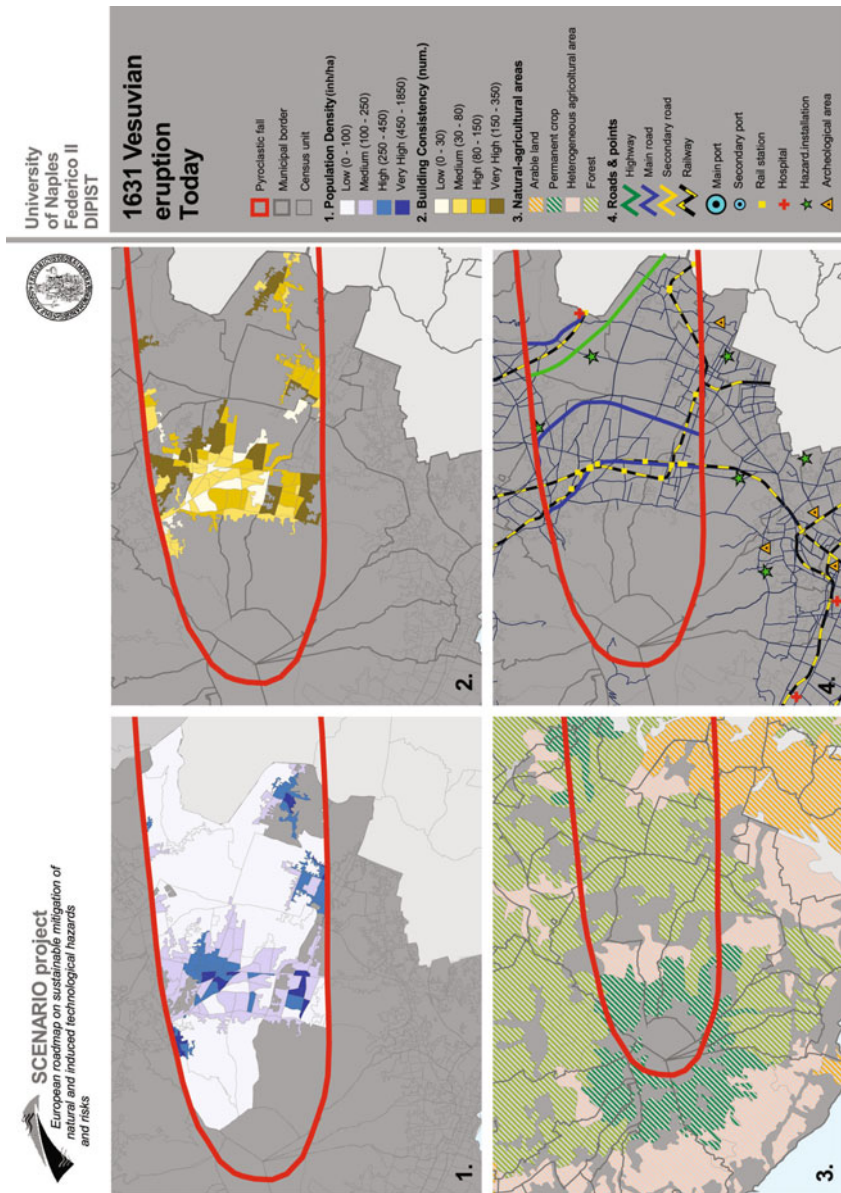 SCENARIO project
European roadmap on sustainable mitigation of
natural and induced technological hazards
and risks
University
of Naples
Federico II
DIPIST
1.
2.
3.
4.
1631 Vesuvian
eruption
Today
Pyroclastic fall
Municipal border
Census unit
1. Population Density (inh/ha)
Low (0 - 100)
Medium (100 - 250)
High (250 - 450)
Very High (450 - 1850)
2. Building Consistency (num.)
Low (0 - 30)
Medium (30 - 80)
High (80 - 150)
Very High (150 - 350)
3. Natural-agricultural areas
Arable land
Permanent crop
Heterogeneous agricoltural area
Forest
4. Roads & points
Highway
Main road
Secondary road
Railway
Main port
Secondary port
Rail station
Hospital
Hazard.installation
Archeological area